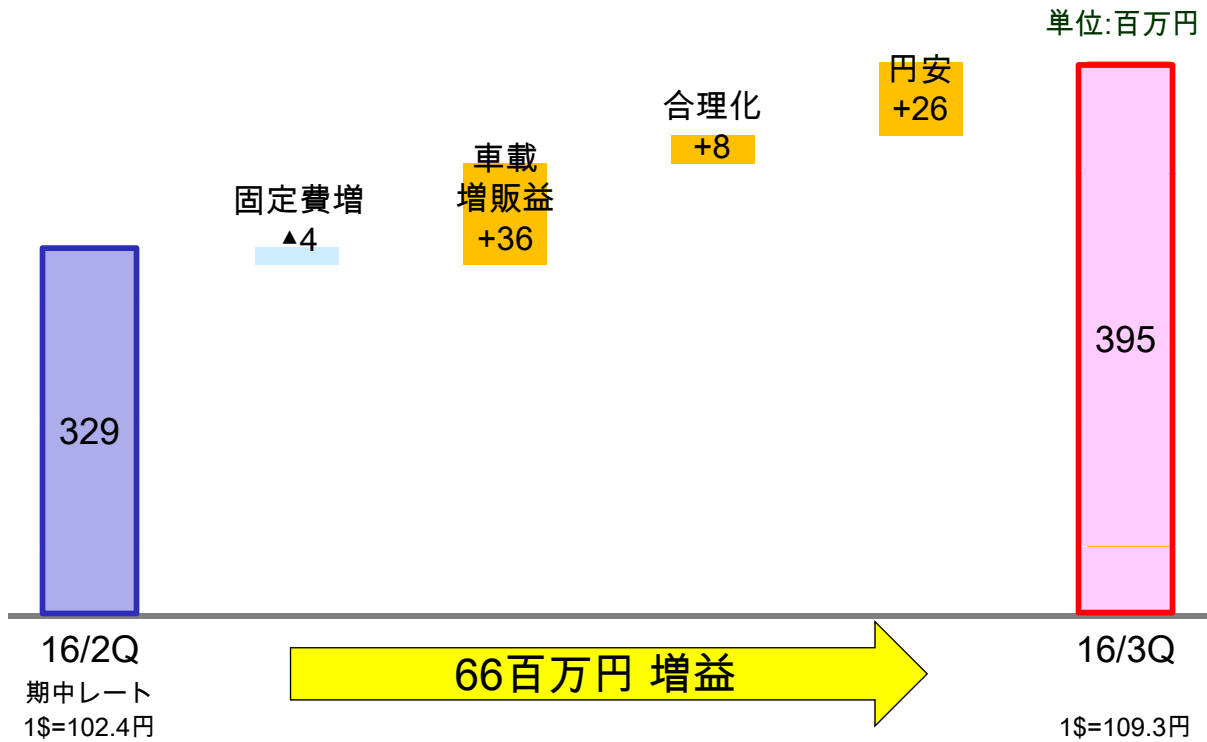 単位:百万円
円安
+26
合理化
+8
車載
増販益
+36
固定費増
▲4
329
395
16/2Q
期中レート
1$=102.4円
66百万円 増益
16/3Q
1$=109.3円